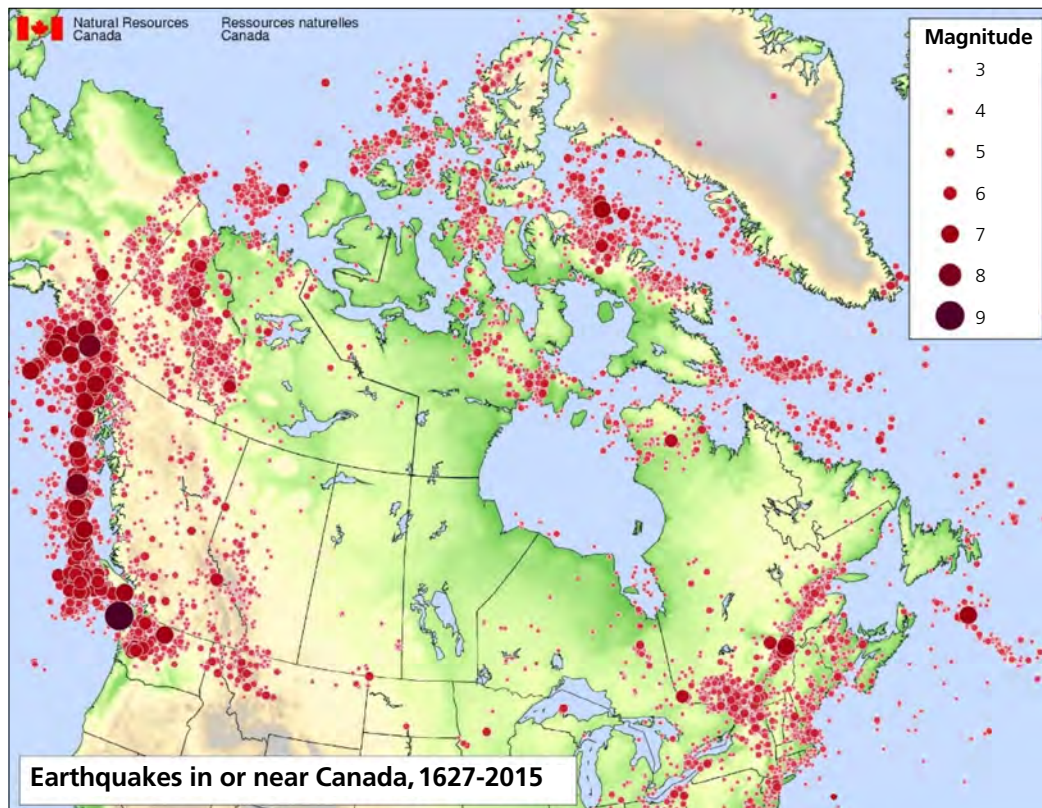 Natural Resources
Canada
Ressources naturelles
Canada
Magnitude
3
4
5
6
7
8
9
Earthquakes in or near Canada, 1627-2015